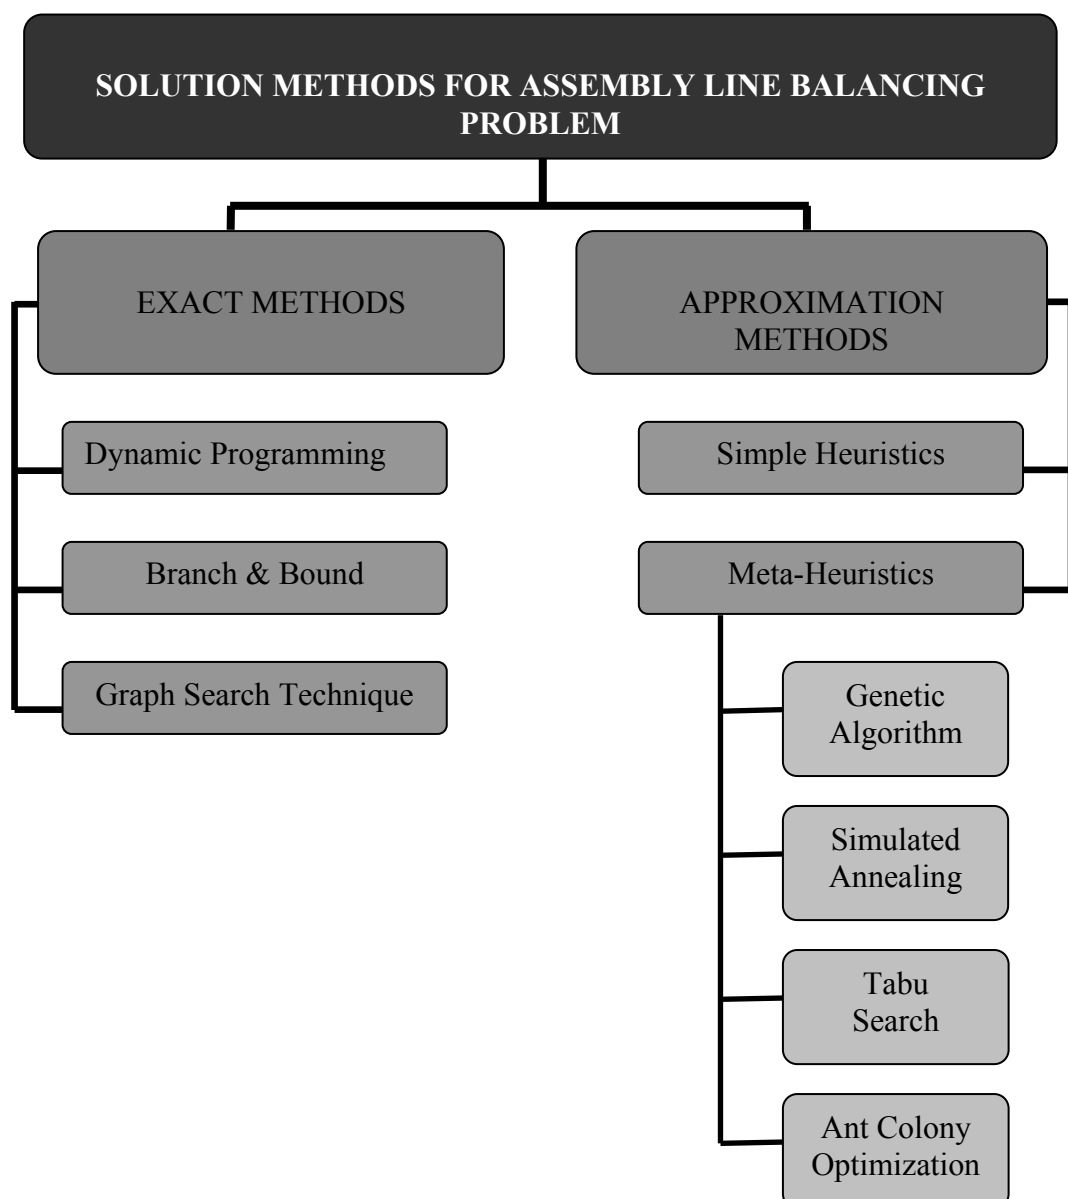 SOLUTION METHODS FOR ASSEMBLY LINE BALANCING
PROBLEM
EXACT METHODS
APPROXIMATION
METHODS
Dynamic Programming
Simple Heuristics
Branch & Bound
Meta-Heuristics
Graph Search Technique
Genetic
Algorithm
Simulated
Annealing
Tabu
Search
Ant Colony
Optimization